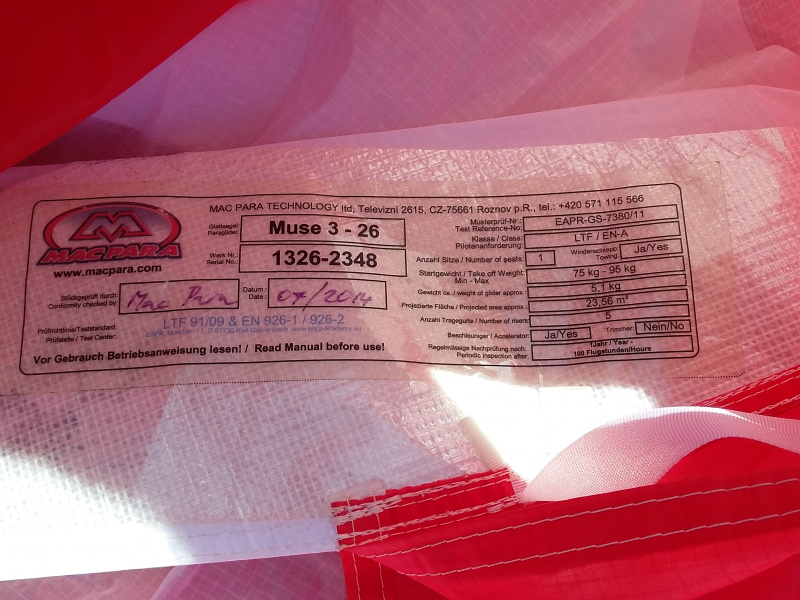 MAC PARA TECHNOLOGY ltd, Televizní 2615, CZ-75661 Roznov p.R., tel.: +420 571 115 566
MAC PARA
www.macpara.com
Gleitsegel:
Paraglider:
Muse 3 - 26
Werk Nr.:
Serial No.:
1326-2348
Stückgeprüft durch:
Conformity checked by:
Mac Para
Datum :
Date :
07/2014
Prüfrichtlinie/Teststandard:
Prüfstelle / Test Center:
LTF 91/09 & EN 926-1 / 926-2
Vor Gebrauch Betriebsanweisung lesen! / Read Manual before use!
Musterprüf-Nr.:
Test Reference-No:
EAPR-GS-7380/11
Klasse / Class:
Pilotenanforderung:
LTF / EN-A
Anzahl Sitze / Number of seats:
1
Windenschlepp:
Towing:
Ja/Yes
Startgewicht / Take off Weight:
Min - Max
75 kg - 95 kg
Gewicht ca. / weight of glider approx.:
5,1 kg
Projezierte Fläche / Projected area approx.:
23,56 m²
Anzahl Tragegurte / Number of risers:
5
Beschleuniger / Accelerator:
Ja/Yes
Trimmer:
Nein/No
Regelmässige Nachprüfung nach:
Periodic inspection after:
1Jahr / Year -
100 Flugstunden/Hours